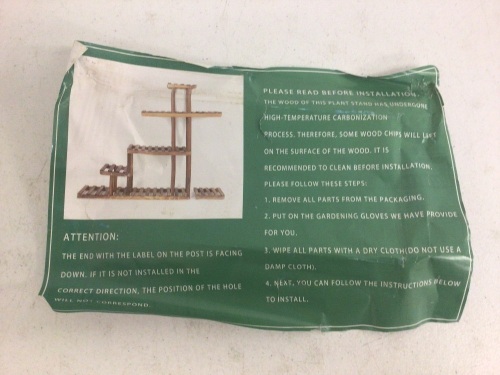 PLEASE READ BEFORE INSTALLATION.
THE WOOD OF THIS PLANT STAND HAS UNDERGONE
HIGH-TEMPERATURE CARBONIZATION
PROCESS. THEREFORE, SOME WOOD CHIPS WILL LEFT
ON THE SURFACE OF THE WOOD. IT IS
RECOMMENDED TO CLEAN BEFORE INSTALLATION.
PLEASE FOLLOW THESE STEPS:
1. REMOVE ALL PARTS FROM THE PACKAGING.
2. PUT ON THE GARDENING GLOVES WE HAVE PROVIDE
FOR YOU.
3. WIPE ALL PARTS WITH A DRY CLOTH(DO NOT USE A
DAMP CLOTH).
4. NEAT, YOU CAN FOLLOW THE INSTRUCTIONS BELOW
TO INSTALL.
ATTENTION:
THE END WITH THE LABEL ON THE POST IS FACING
DOWN, IF IT IS NOT INSTALLED IN THE
CORRECT DIRECTION, THE POSITION OF THE HOLE
WILL NOT CORRESPOND.